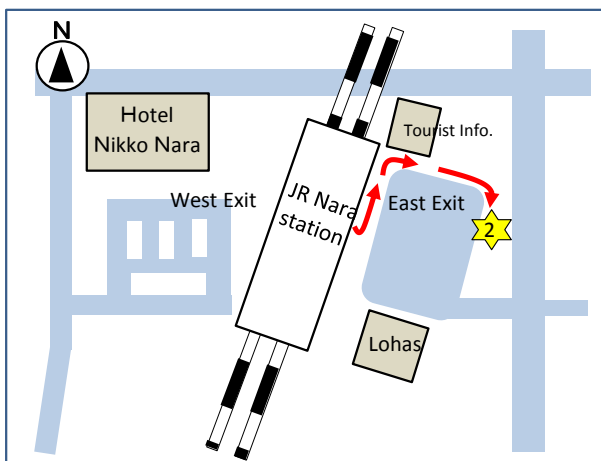 N
Hotel
Nikko Nara
Tourist Info.
West Exit
JR Nara
station
East Exit
2
Lohas